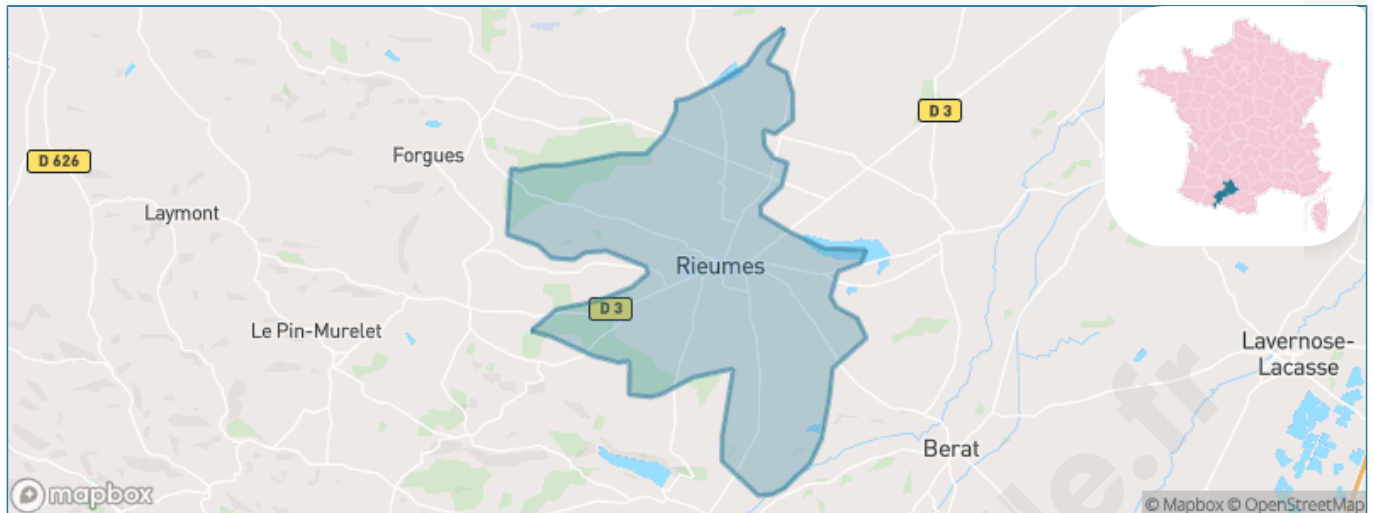 D 3
D 626
Forgues
Laymont
Rieumes
D 3
Le Pin-Murelet
Lavernose-
Lacasse
Berat
mapbox
© Mapbox © OpenStreetMap